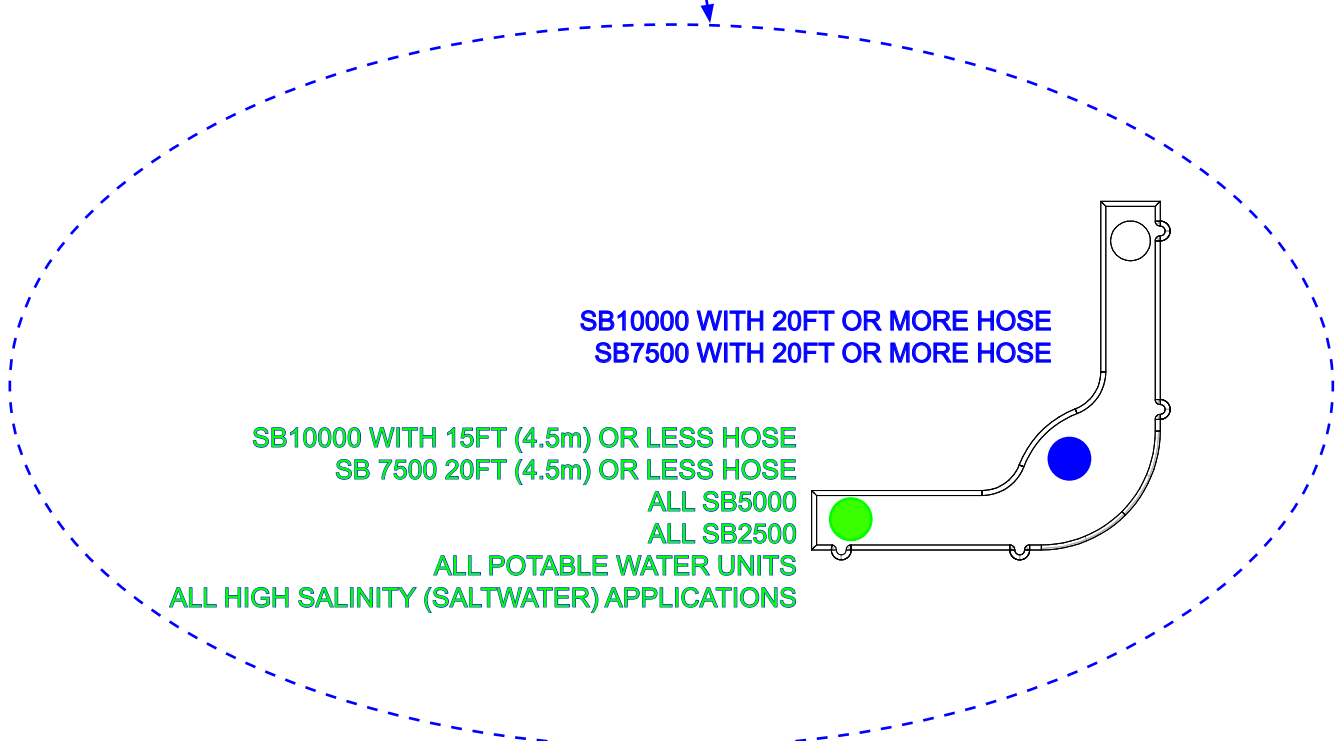 SB10000 WITH 20FT OR MORE HOSE
SB7500 WITH 20FT OR MORE HOSE
SB10000 WITH 15FT (4.5m) OR LESS HOSE
SB 7500 20FT (4.5m) OR LESS HOSE
ALL SB5000
ALL SB2500
ALL POTABLE WATER UNITS
ALL HIGH SALINITY (SALTWATER) APPLICATIONS